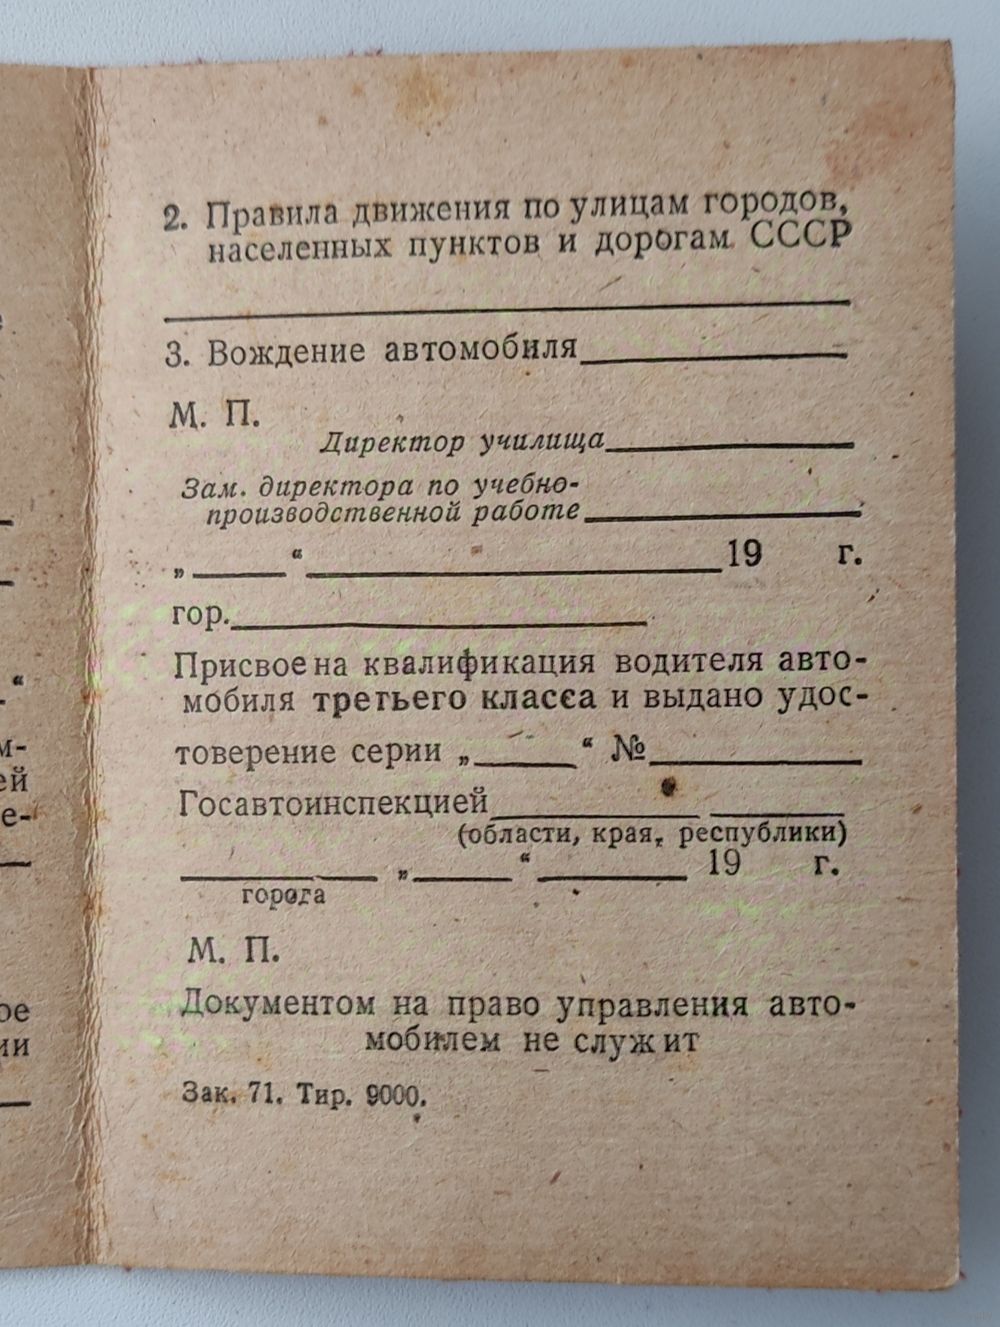 2. Правила движения по улицам городов,
населенных пунктов и дорогам СССР
3. Вождение автомобиля
М. П.
Директор училища
Зам. директора по учебно-
производственной работе
„ “ 19 г.
гор.
Присвоена квалификация водителя авто-
мобиля третьего класса и выдано удос-
товерение серии „ “ №
Госавтоинспекцией
(области, края, республики)
„ “ 19 г.
города
М. П.
Документом на право управления авто-
мобилем не служит
Зак. 71. Тир. 9000.